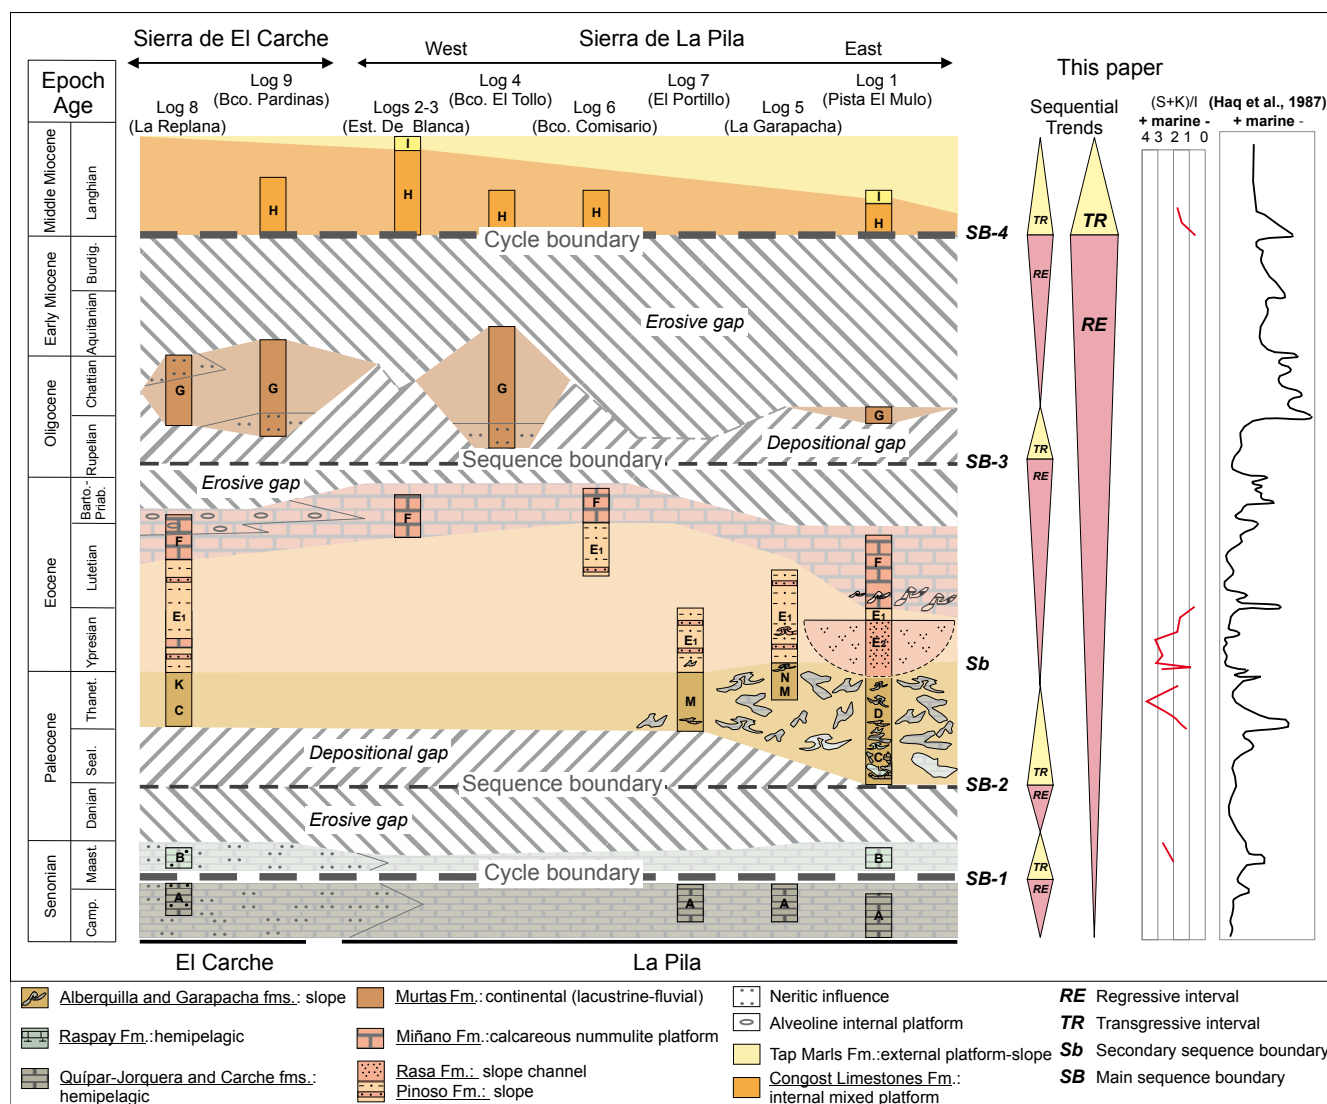 Sierra de El Carche
Sierra de La Pila
West
East
This paper
Epoch
Age
Log 9
(Bco. Pardinas)
Log 8
(La Replana)
Logs 2-3
(Est. De Blanca)
Log 4
(Bco. El Tollo)
Log 6
(Bco. Comisario)
Log 7
(El Portillo)
Log 5
(La Garapacha)
Log 1
(Pista El Mulo)
Sequential
Trends
(S+K)/I
+ marine -
4 3 2 1 0
(Haq et al., 1987)
+ marine -
Middle Miocene
Langhian
I
H
H
H
H
I
H
TR
TR
Cycle boundary
SB-4
Early Miocene
Burdig.
Aquitanian
Erosive gap
RE
RE
Oligocene
Chattian
Rupelian
G
G
G
G
Depositional gap
TR
Sequence boundary
SB-3
Erosive gap
RE
Eocene
Barto.-
Priab.
Lutetian
Ypresian
F
F
F
F
E1
E1
E1
E1
E1
E2
Sb
Paleocene
Thanet.
Seal.
Danian
K
C
M
N
M
D
C
Depositional gap
TR
Sequence boundary
SB-2
RE
Erosive gap
Senonian
Maast.
Camp.
B
B
TR
Cycle boundary
SB-1
RE
A
A
A
A
El Carche
La Pila
Alberquilla and Garapacha fms.: slope
Raspay Fm.:hemipelagic
Quípar-Jorquera and Carche fms.:
hemipelagic
Murtas Fm.: continental (lacustrine-fluvial)
Miñano Fm.:calcareous nummulite platform
Rasa Fm.: slope channel
Pinoso Fm.: slope
Neritic influence
Alveoline internal platform
Tap Marls Fm.:external platform-slope
Congost Limestones Fm.:
internal mixed platform
RE Regressive interval
TR Transgressive interval
Sb Secondary sequence boundary
SB Main sequence boundary